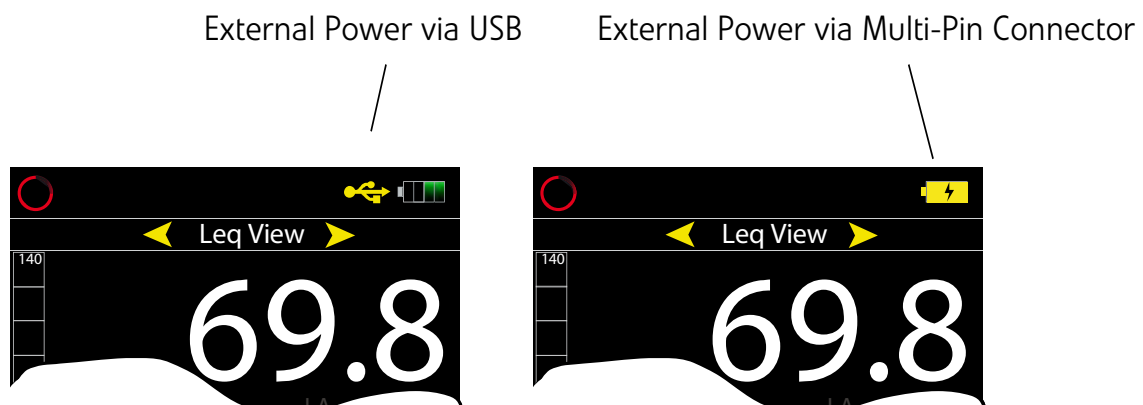 External Power via USB
External Power via Multi-Pin Connector
Leq View
140
69.8
Leq View
140
69.8